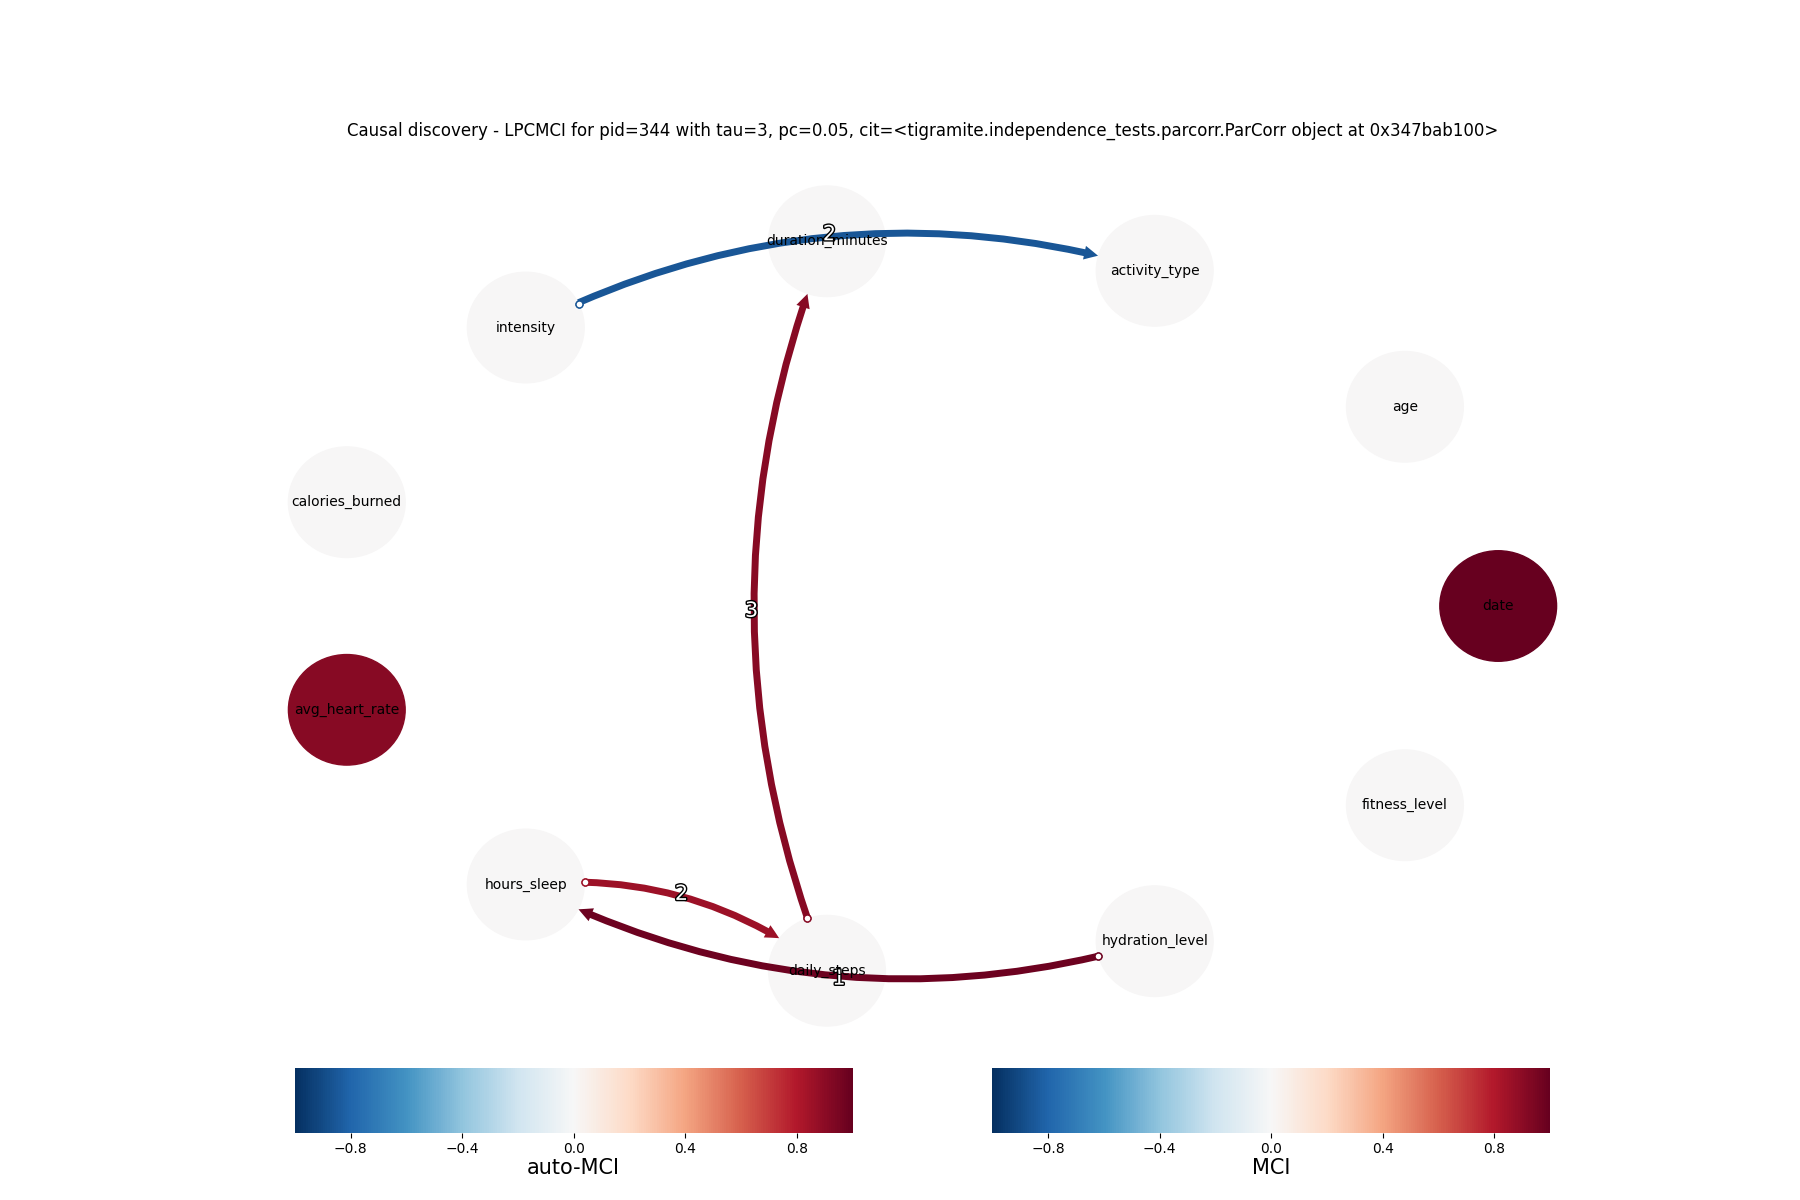 Causal discovery - LPCMCI for pid=344 with tau=3, pc=0.05, cit=<tigramite.independence_tests.parcorr.ParCorr object at 0x347bab100>
2
duration_minutes
activity_type
intensity
age
calories_burned
date
3
avg_heart_rate
fitness_level
hours_sleep
2
hydration_level
daily_steps
1
−0.8 −0.4 0.0 0.4 0.8
auto-MCI
−0.8 −0.4 0.0 0.4 0.8
MCI